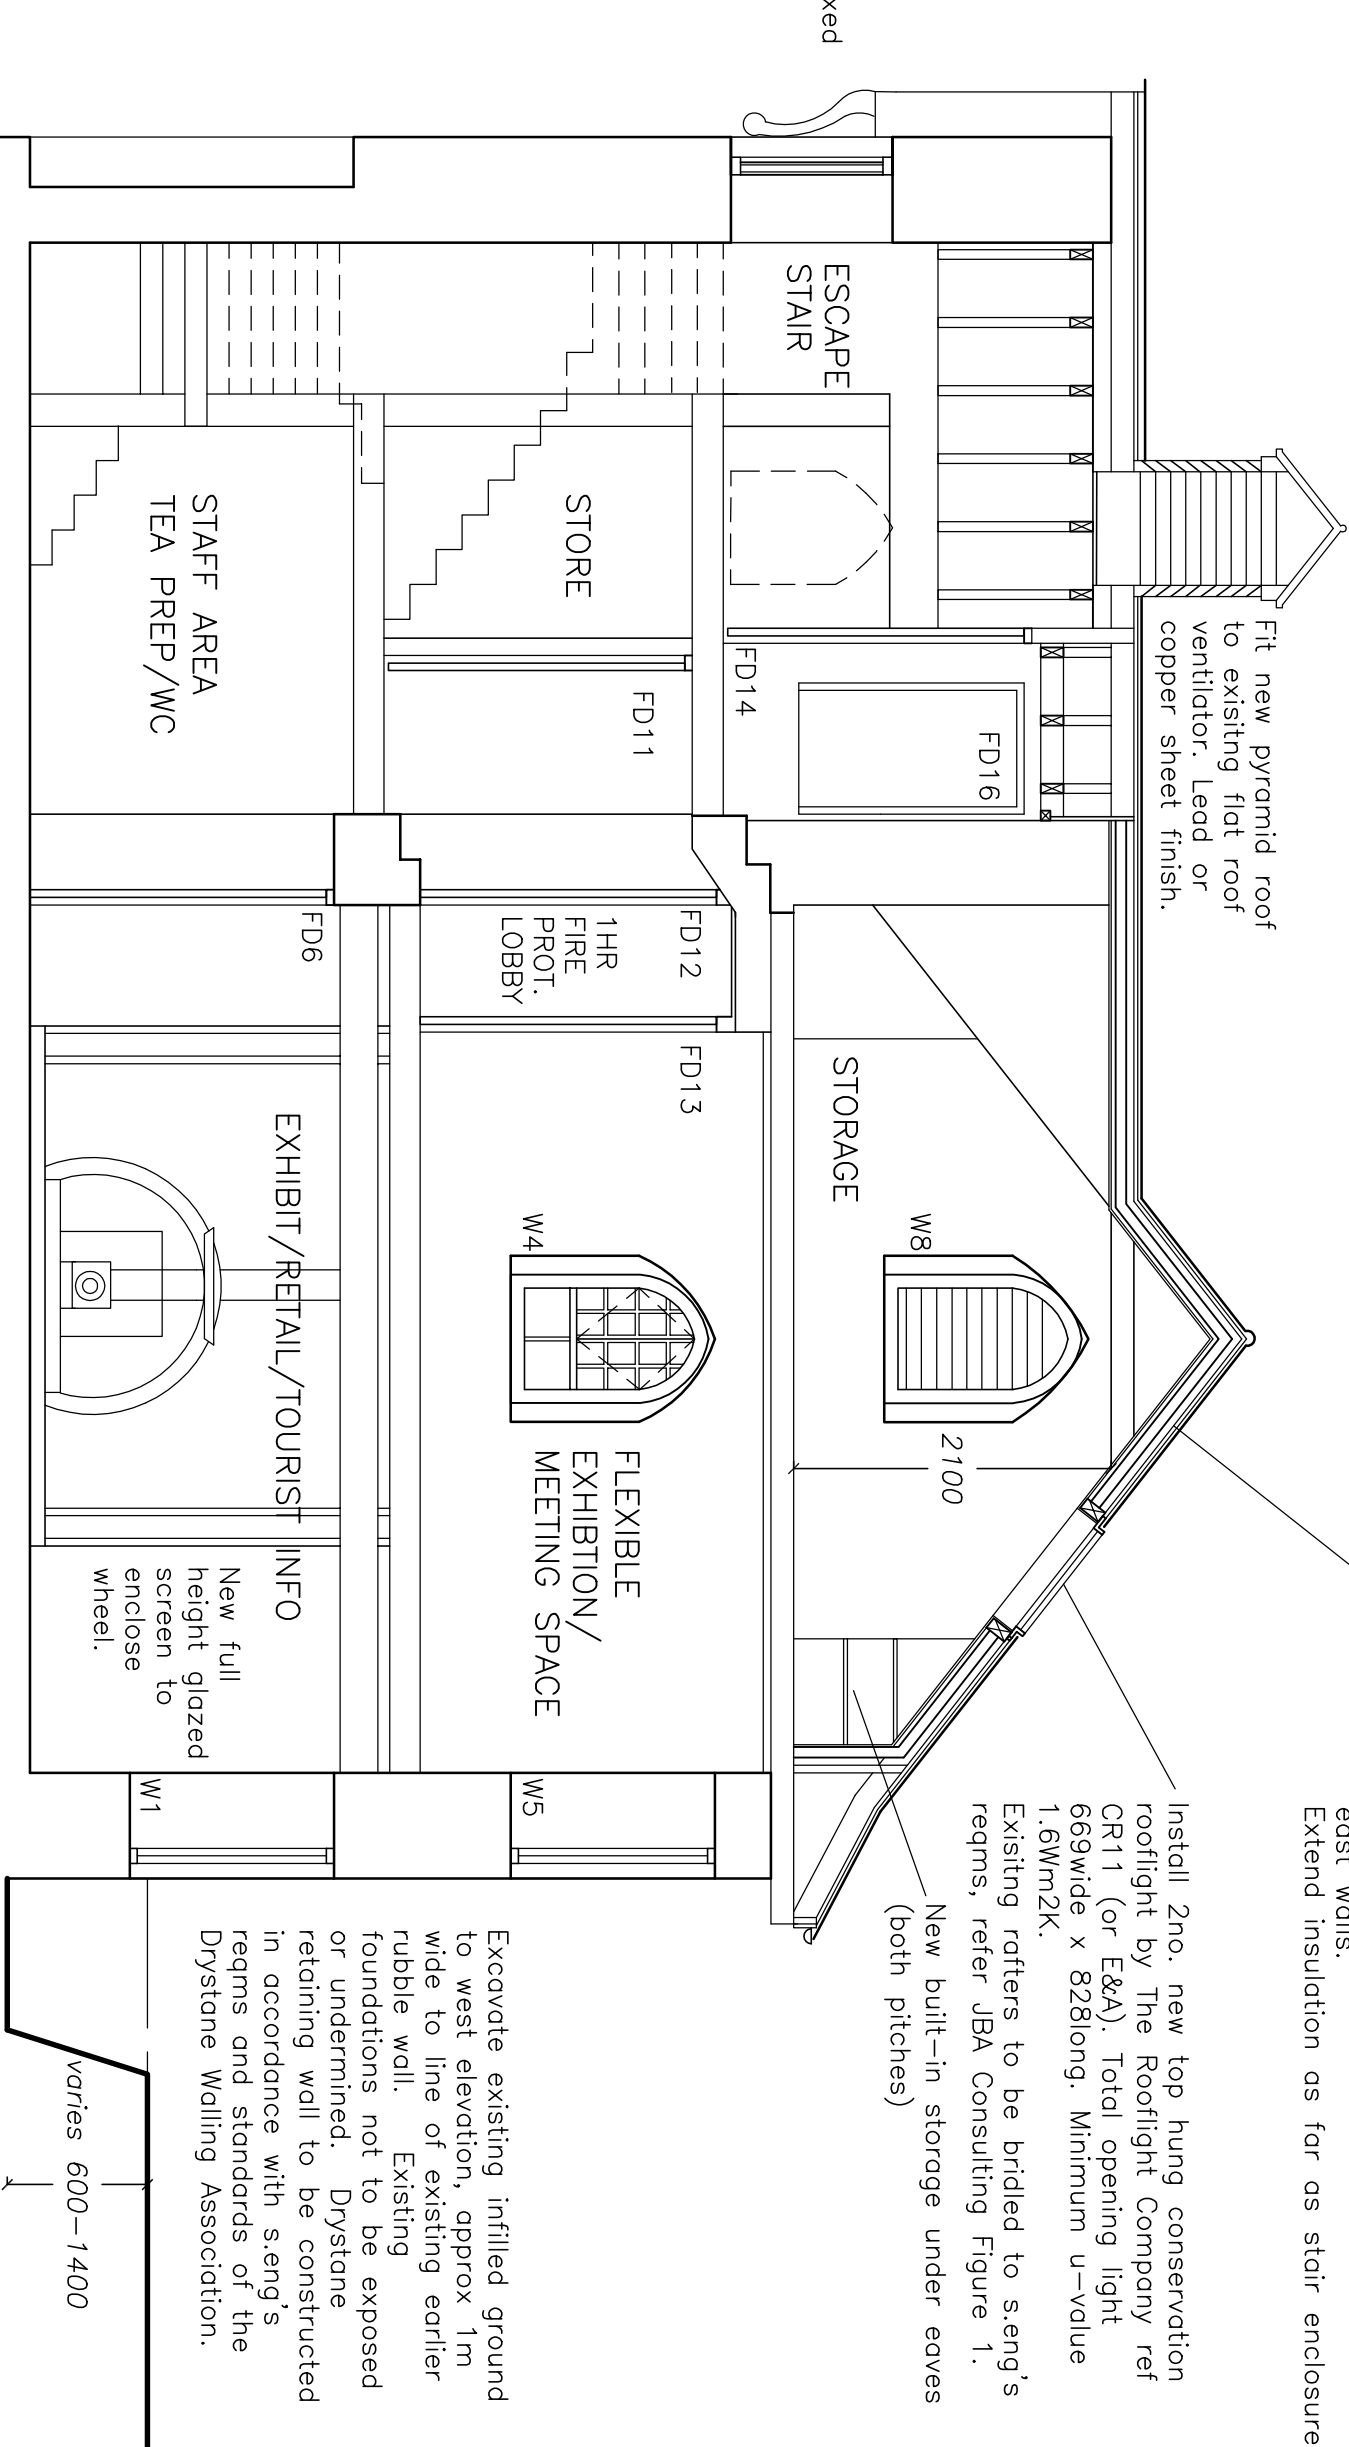 xed
Fit new pyramid roof
to exisitng flat roof
ventilator. Lead or
copper sheet finish.
east walls.
Extend insulation as far as stair enclosure
Install 2no. new top hung conservation
rooflight by The Rooflight Company ref
CR11 (or E&A). Total opening light
669wide x 828long. Minimum u-value
1.6Wm2K.
Exisitng rafters to be bridled to s.eng's
reqms, refer JBA Consulting Figure 1.
New built-in storage under eaves
(both pitches)
ESCAPE
STAIR
FD14
FD16
STORAGE
W8
2100
STORE
FD11
FD12
1HR
FIRE
PROT.
LOBBY
FD13
W4
FLEXIBLE
EXHIBTION/
MEETING SPACE
W5
STAFF AREA
TEA PREP/WC
FD6
EXHIBIT/RETAIL/TOURIST INFO
New full
height glazed
screen to
enclose
wheel.
W1
Excavate existing infilled ground
to west elevation, approx 1m
wide to line of existing earlier
rubble wall. Existing
foundations not to be exposed
or undermined. Drystane
retaining wall to be constructed
in accordance with s.eng's
reqms and standards of the
Drystane Walling Association.
varies 600-1400